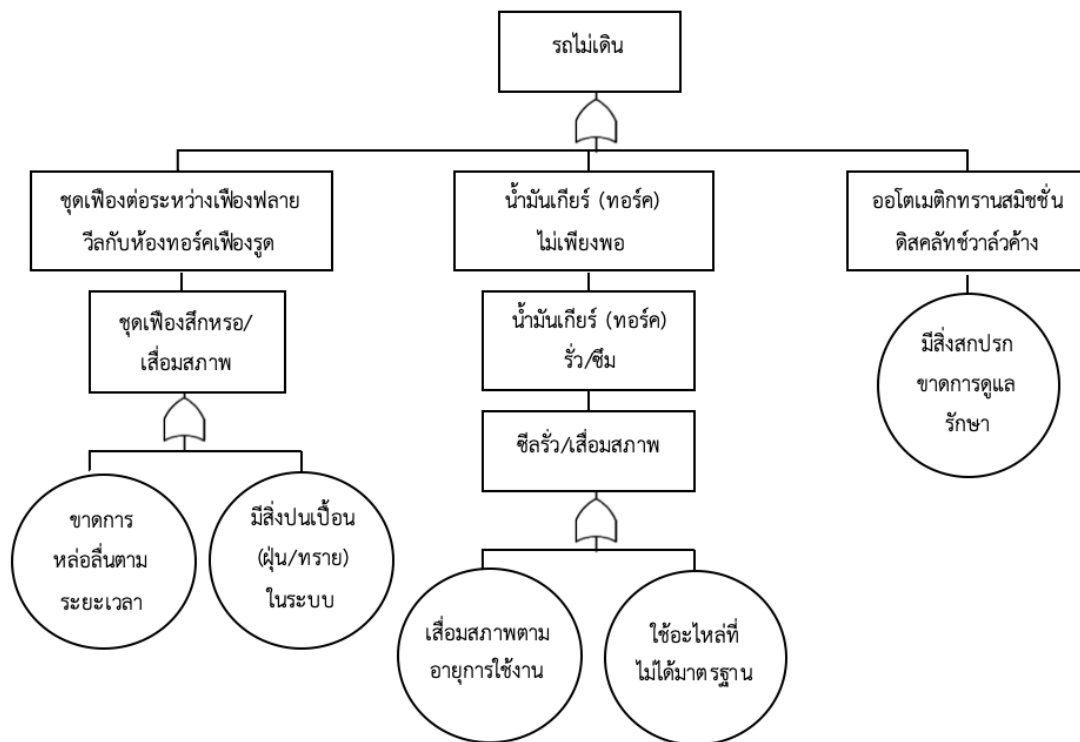 รถไม่เดิน
ชุดเฟืองต่อระหว่างเฟืองฟลาย
วีลกับห้องทอร์คเฟืองรูด
น้ำมันเกียร์ (ทอร์ค)
ไม่เพียงพอ
ออโตเมติกทรานสมิชชั่น
ดิสคลัทช์วาล์วค้าง
ชุดเฟืองสึกหรอ/
เสื่อมสภาพ
น้ำมันเกียร์ (ทอร์ค)
รั่ว/ซึม
มีสิ่งสกปรก
ขาดการดูแล
รักษา
ซีลรั่ว/เสื่อมสภาพ
ขาดการ
หล่อลื่นตาม
ระยะเวลา
มีสิ่งปนเปื้อน
(ฝุ่น/ทราย)
ในระบบ
เสื่อมสภาพตาม
อายุการใช้งาน
ใช้อะไหล่ที่
ไม่ได้มาตรฐาน